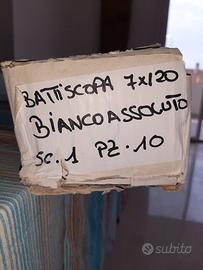 BATTISCOPA 7x120
BIANCO ASSOLUTO
SC.1 PZ.10
subito